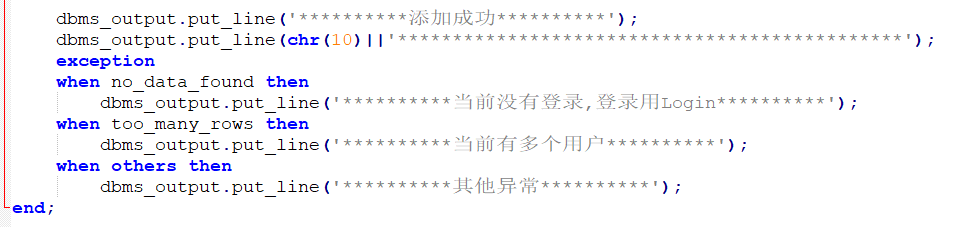 dbms_output.put_line('**********添加成功**********');
dbms_output.put_line(chr(10)||'**********************************************');
exception
when no_data_found then
dbms_output.put_line('**********当前没有登录,登录用Login**********');
when too_many_rows then
dbms_output.put_line('**********当前有多个用户**********');
when others then
dbms_output.put_line('**********其他异常**********');
end;